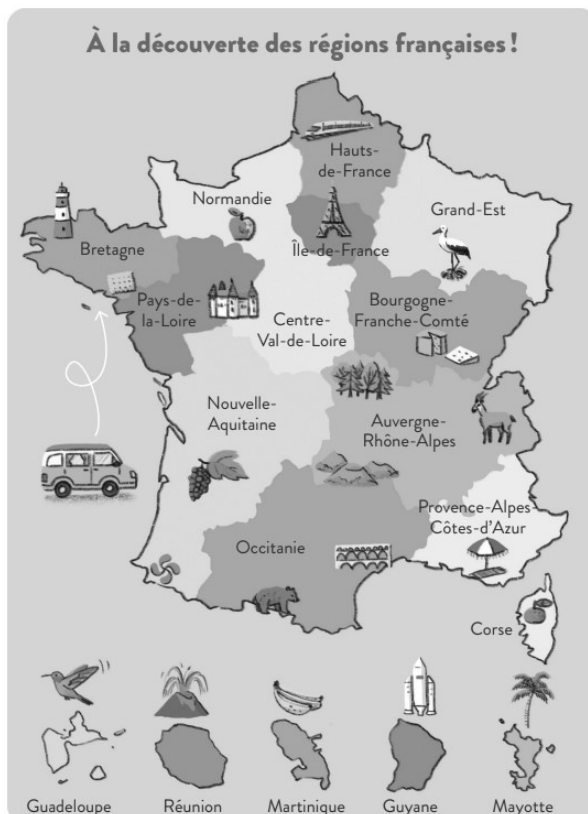 À la découverte des régions françaises !
Hauts-
de-France
Normandie
Grand-Est
Île-de-France
Bretagne
Pays-de-
la-Loire
Bourgogne-
Franche-Comté
Centre-
Val-de-Loire
Nouvelle-
Aquitaine
Auvergne-
Rhône-Alpes
Provence-Alpes
Côtes-d'Azur
Occitanie
Corse
Guadeloupe
Réunion
Martinique
Guyane
Mayotte